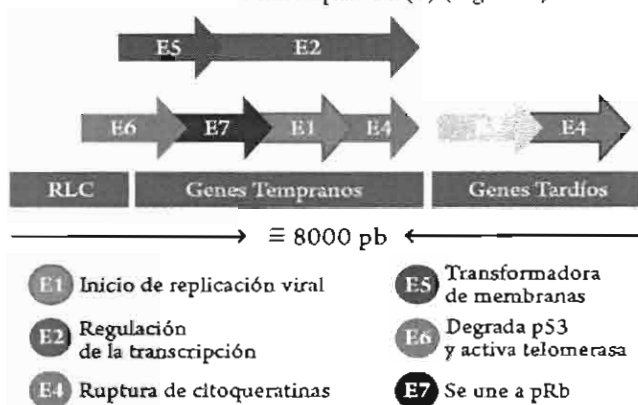 E5 E2
E6 E7 E1 E4 E4
RLC Genes Tempranos Genes Tardíos
≡ 8000 pb
E1 Inicio de replicación viral
E2 Regulación
de la transcripción
E4 Ruptura de citoqueratinas
E5 Transformadora
de membranas
E6 Degrada p53
y activa telomerasa
E7 Se une a pRb